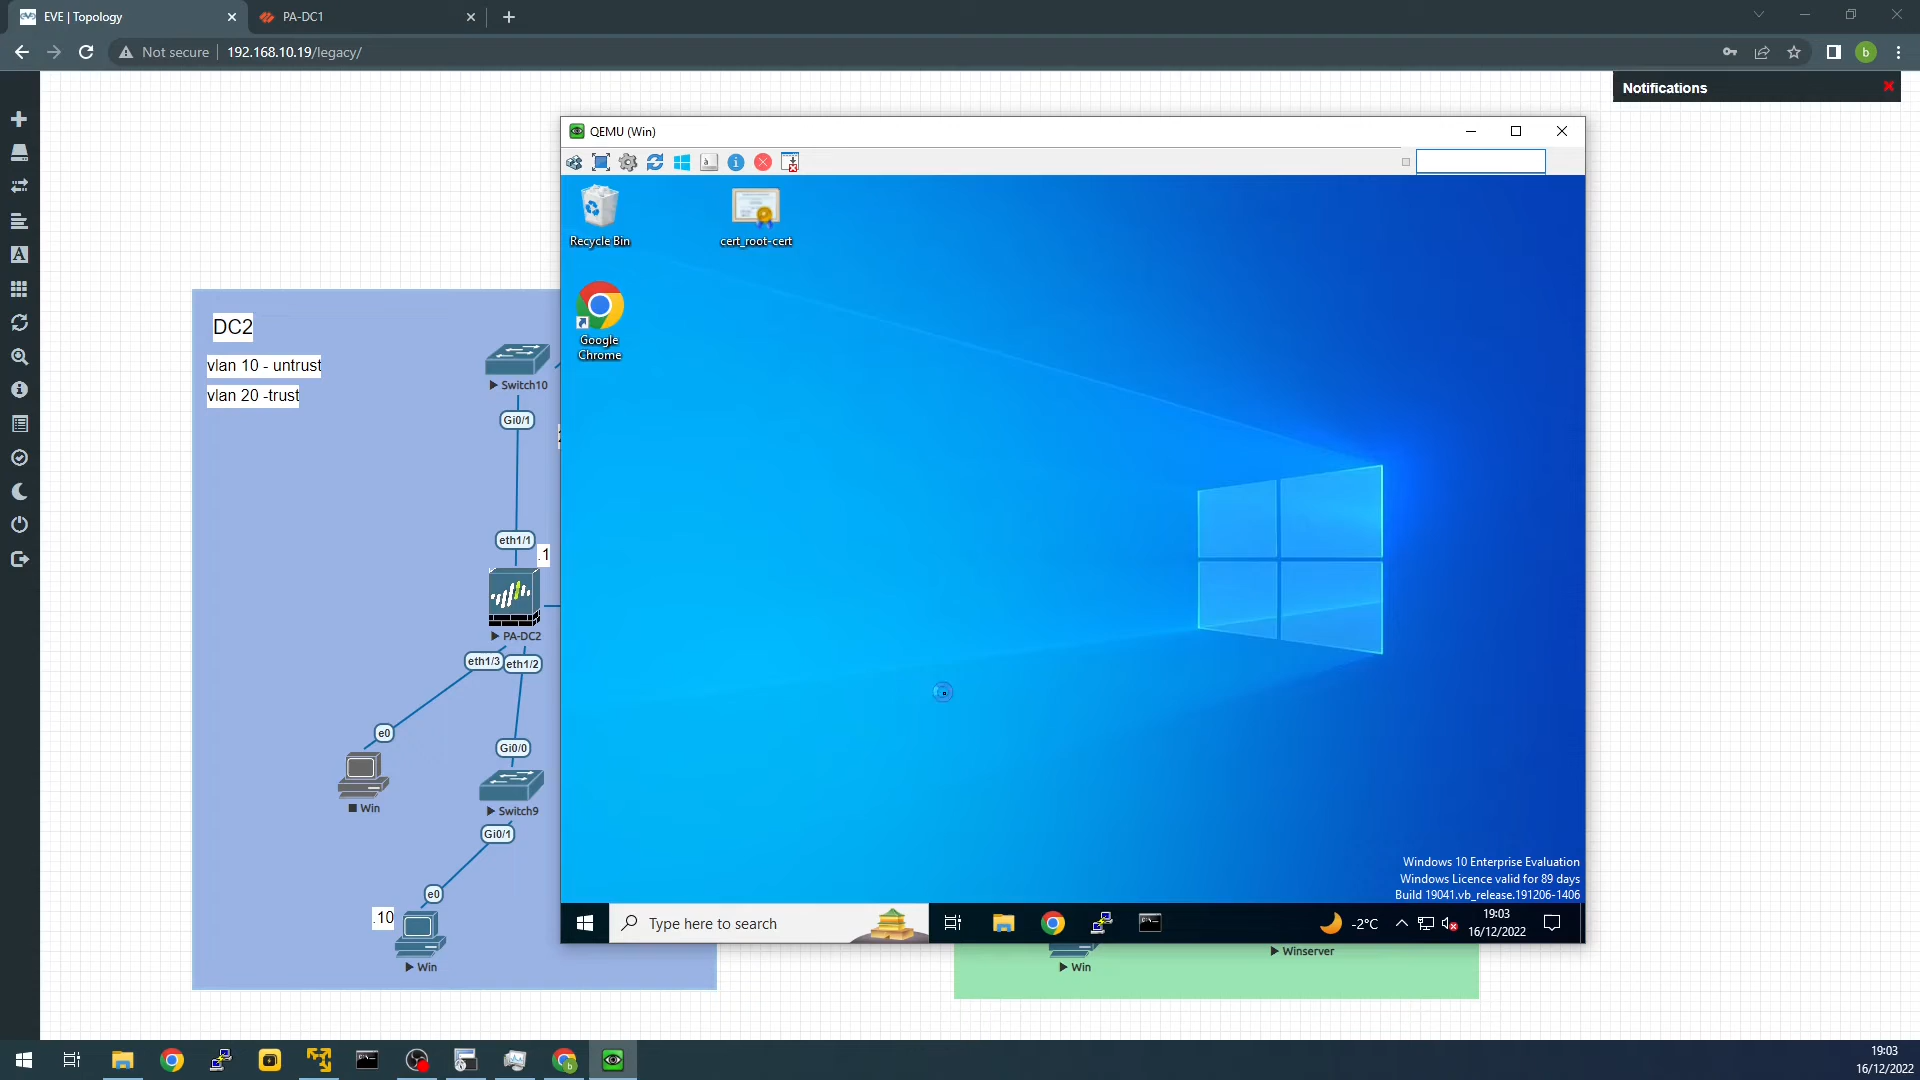 EVE | Topology
PA-DC1
Not secure
192.168.10.19/legacy/
b
Notifications
QEMU (Win)
Recycle Bin
cert_root-cert
Google
Chrome
DC2
vlan 10 - untrust
vlan 20 -trust
Switch10
Gi0/1
eth1/1
.1
PA-DC2
eth1/3
eth1/2
e0
Gi0/0
Win
Switch9
Gi0/1
e0
.10
Win
Windows 10 Enterprise Evaluation
Windows Licence valid for 89 days
Build 19041.vb_release.191206-1406
Type here to search
-2°C
19:03
16/12/2022
Win
Winserver
19:03
16/12/2022